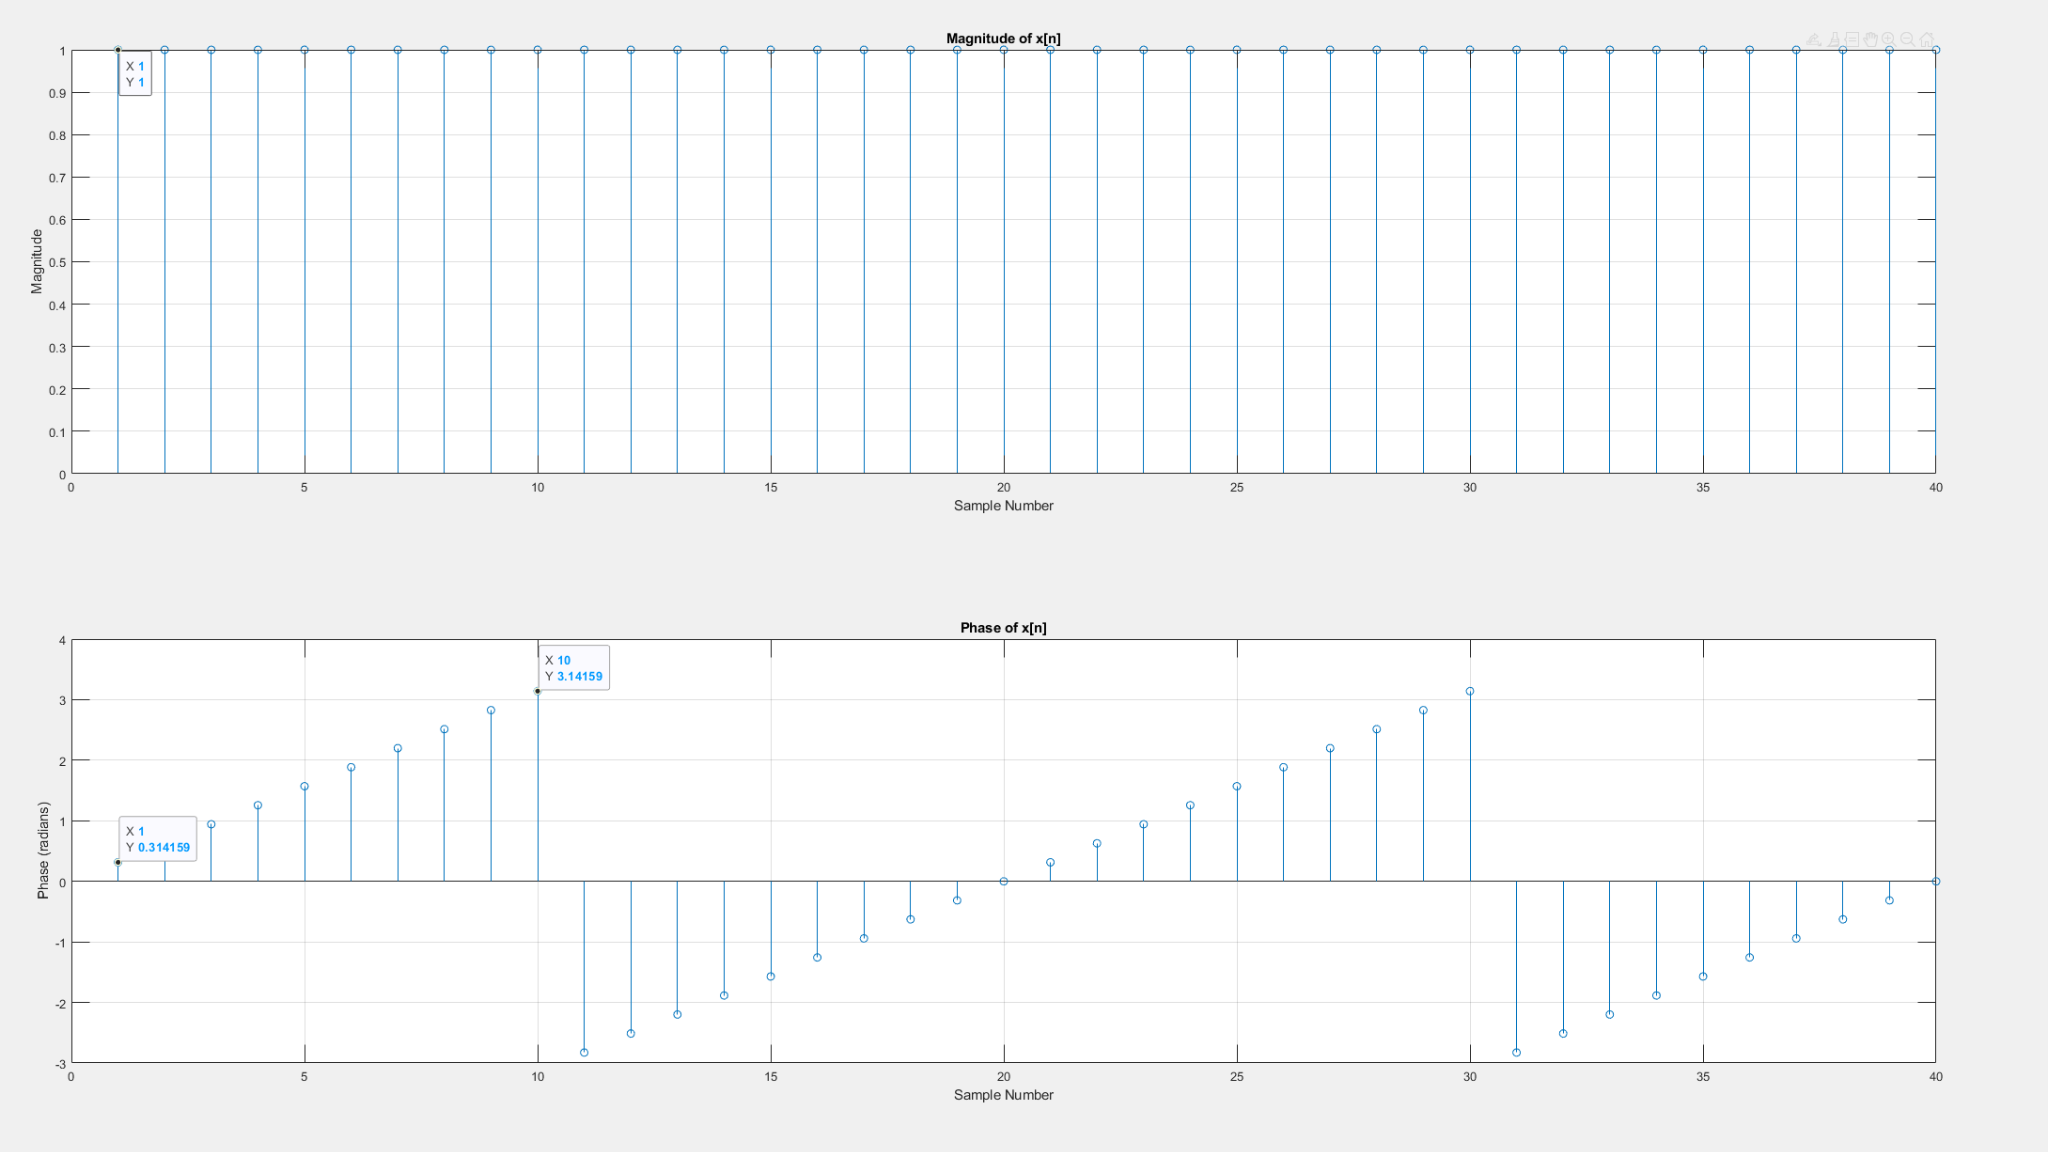 Magnitude of x[n]
1
X 1
Y 1
0.9
0.8
0.7
0.6
0.5
0.4
0.3
0.2
0.1
0
Magnitude
0 5 10 15 20 25 30 35 40
Sample Number
Phase of x[n]
4
X 10
Y 3.14159
3
2
1
X 1
Y 0.314159
0
-1
-2
-3
Phase (radians)
0 5 10 15 20 25 30 35 40
Sample Number